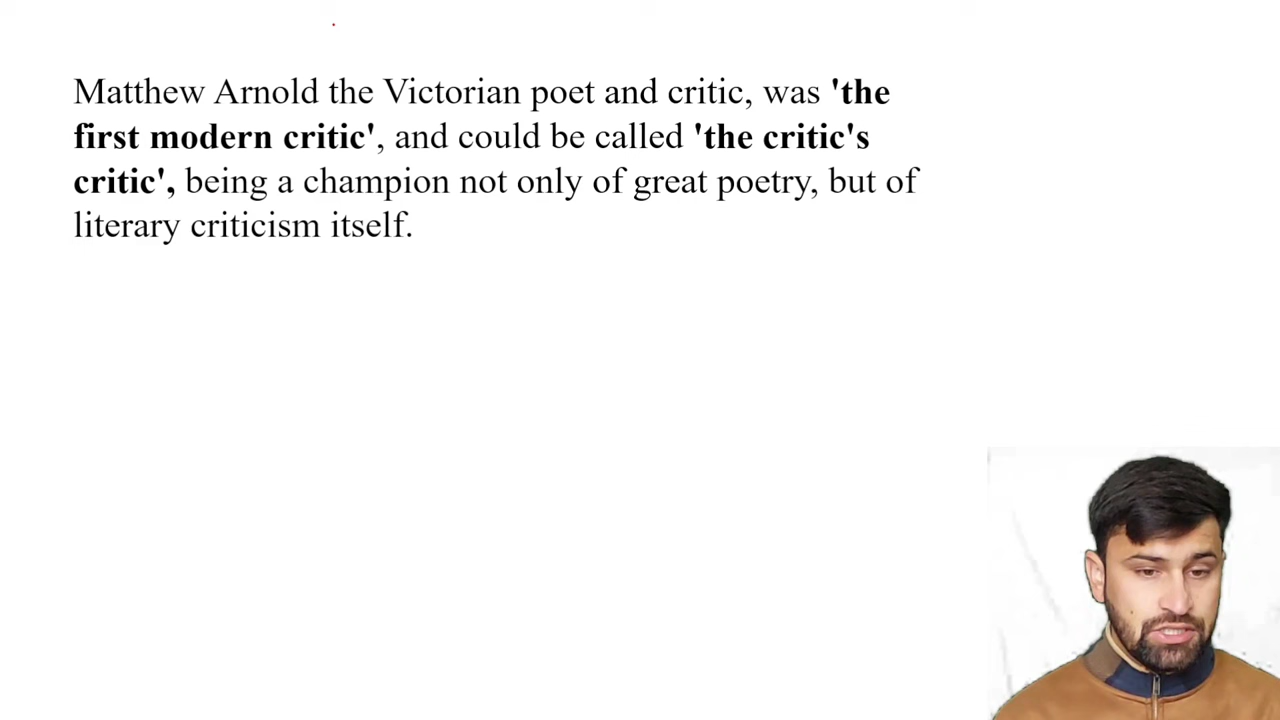 Matthew Arnold the Victorian poet and critic, was 'the
first modern critic', and could be called 'the critic's
critic', being a champion not only of great poetry, but of
literary criticism itself.